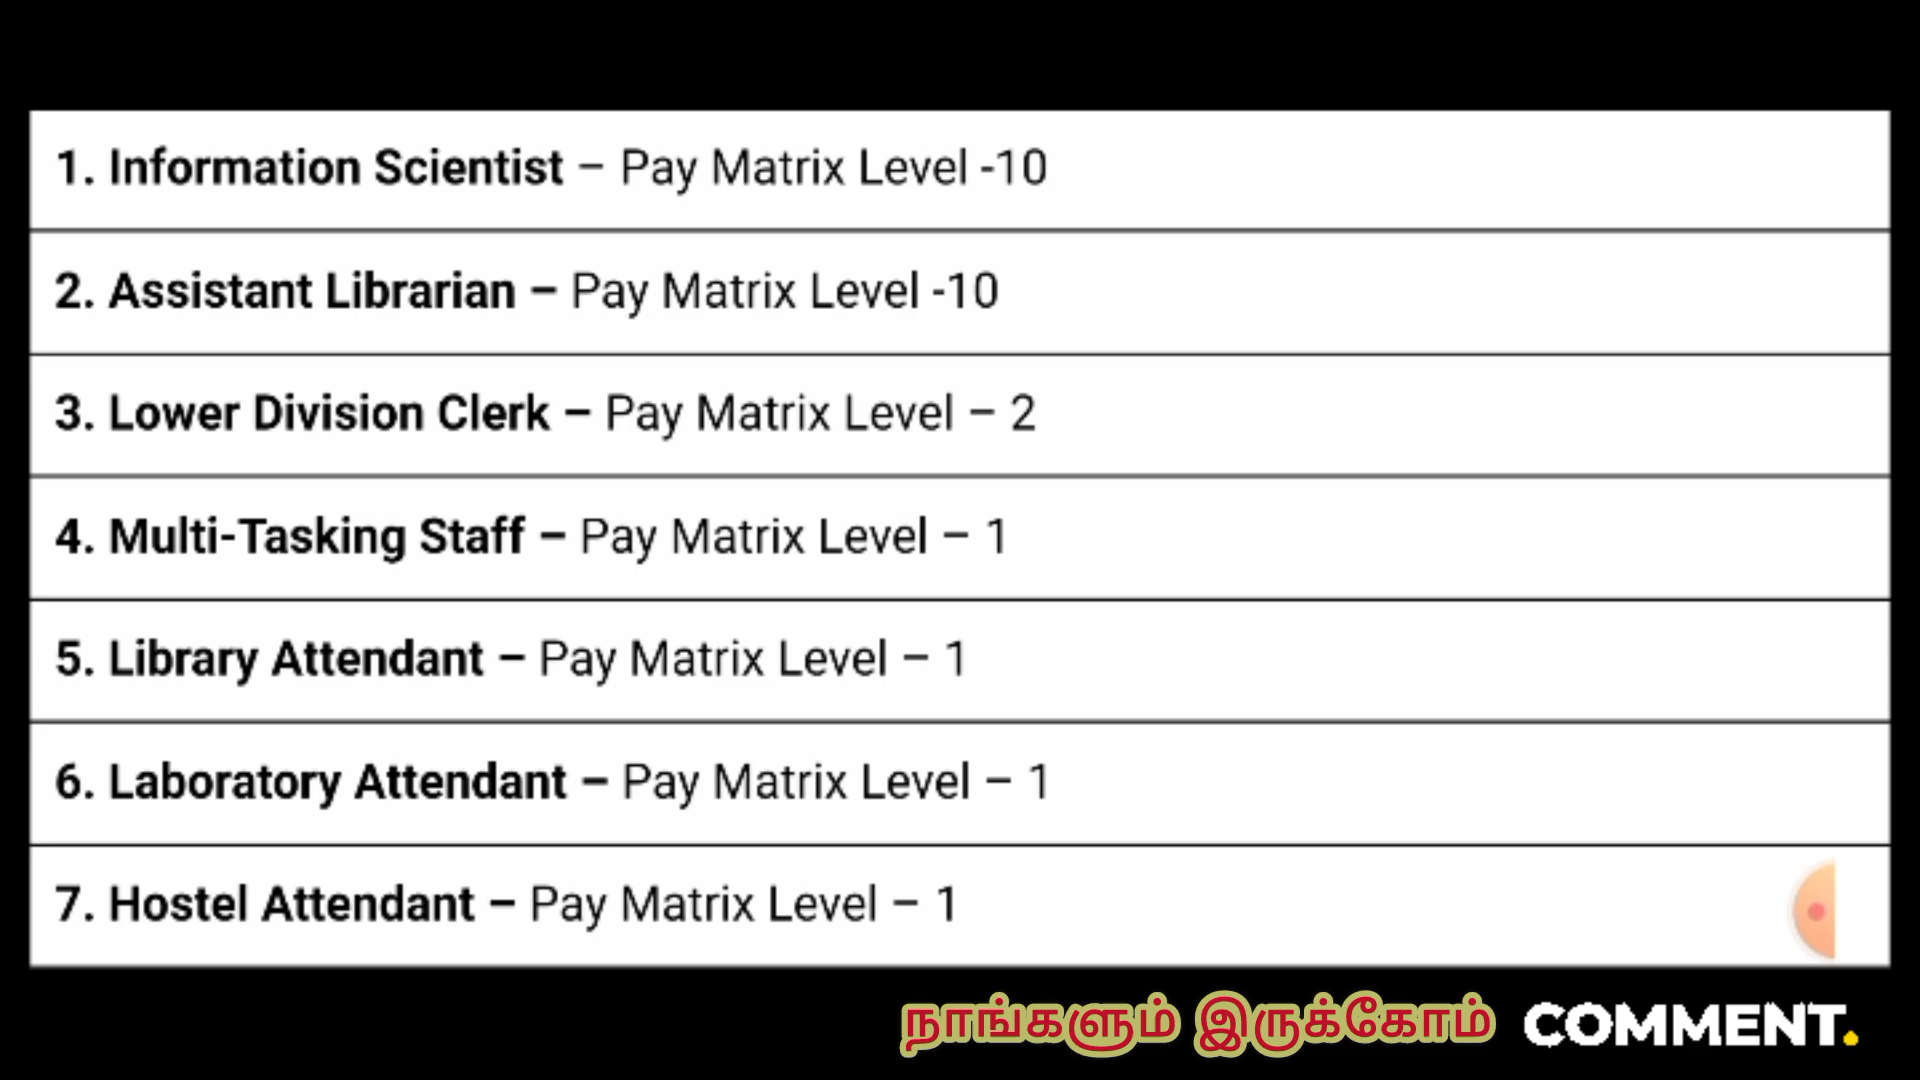 1. Information Scientist – Pay Matrix Level -10
2. Assistant Librarian – Pay Matrix Level -10
3. Lower Division Clerk – Pay Matrix Level – 2
4. Multi-Tasking Staff – Pay Matrix Level – 1
5. Library Attendant – Pay Matrix Level – 1
6. Laboratory Attendant – Pay Matrix Level – 1
7. Hostel Attendant – Pay Matrix Level – 1
நாங்களும் இருக்கோம் COMMENT.